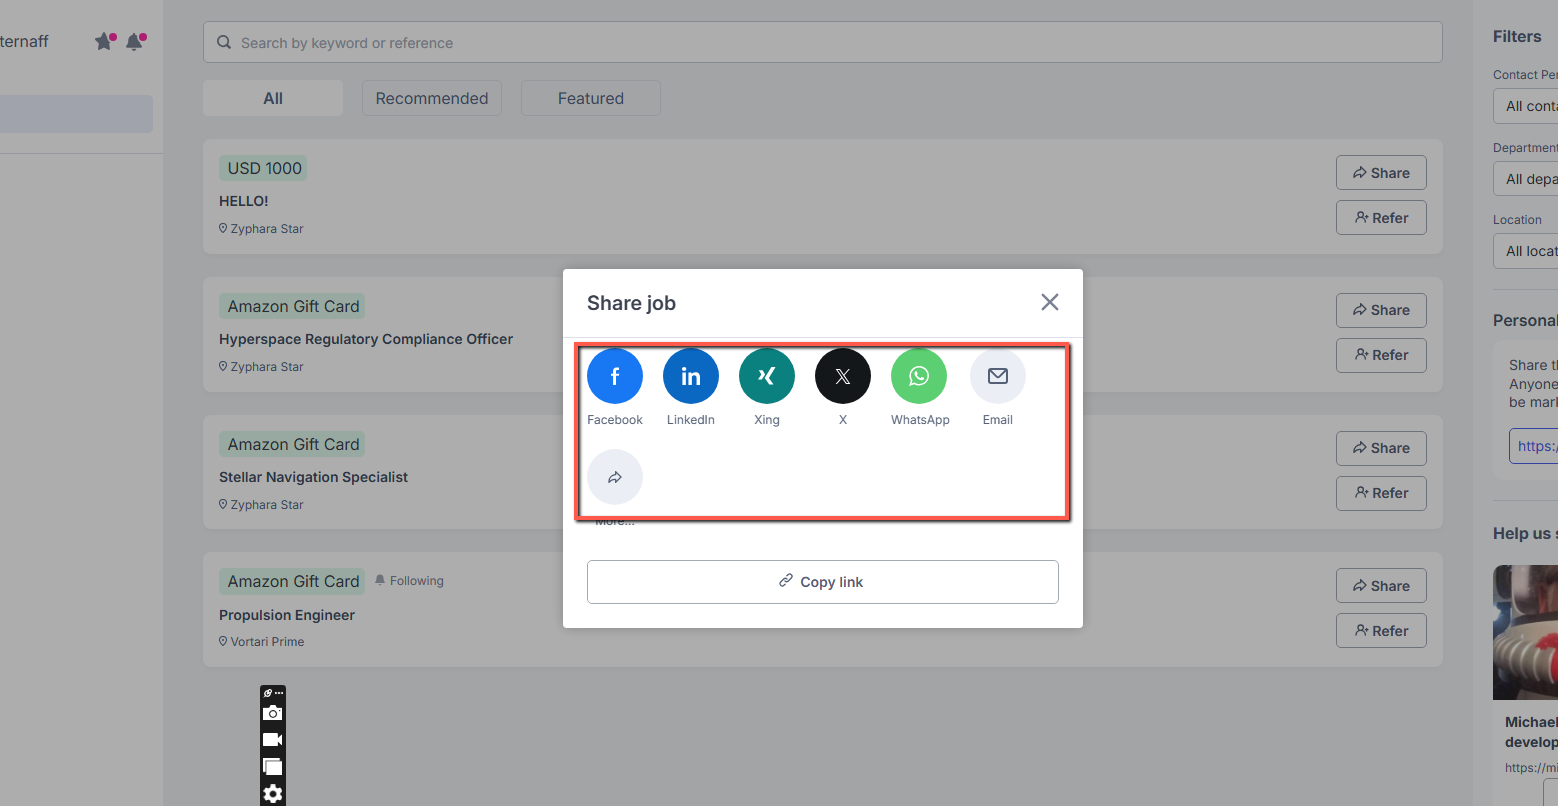 ternaff
Search by keyword or reference
All
Recommended
Featured
USD 1000
HELLO!
Zyphara Star
Share
Refer
Amazon Gift Card
Hyperspace Regulatory Compliance Officer
Zyphara Star
Share
Refer
Amazon Gift Card
Stellar Navigation Specialist
Zyphara Star
Share
Refer
Amazon Gift Card
Following
Propulsion Engineer
Vortari Prime
Share
Refer
Share job
f
Facebook
in
LinkedIn
Xing
X
X
WhatsApp
Email
More...
Copy link
Filters
Contact Per
All conta
Department
All depa
Location
All locat
Personal
Share th
Anyone
be mark
https:/
Help us s
Michael
develop
https://mi